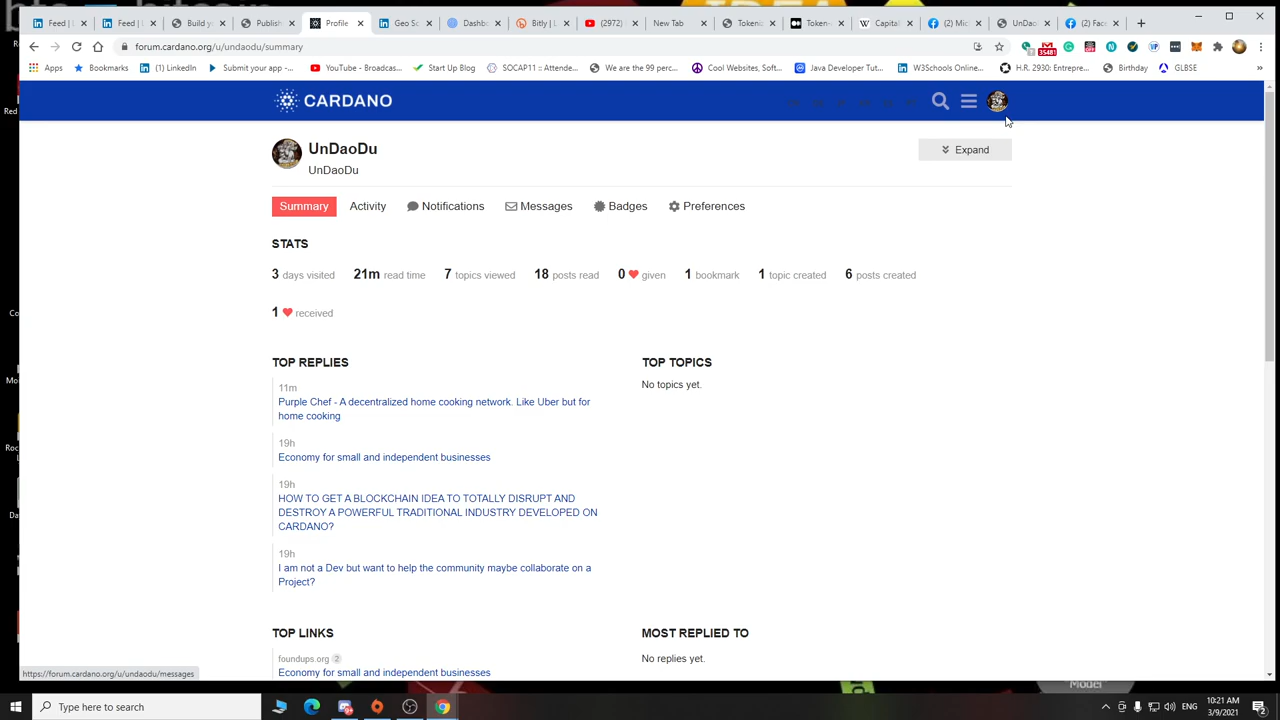 Feed | L
Feed | L
Build yo
Publish
Profile
Geo So
Dashbo
Bitly | L
(2972)
New Tab
Tokeni
Token-
Capital
(2) Mic
UnDao
(2) Fac
forum.cardano.org/u/undaodu/summary
35481
Apps
Bookmarks
(1) LinkedIn
Submit your app -...
YouTube - Broadcas...
Start Up Blog
SOCAP11 :: Attende...
We are the 99 perc...
Cool Websites, Soft...
Java Developer Tut...
W3Schools Online...
H.R. 2930: Entrepre...
Birthday
GLBSE
»
CARDANO
UnDaoDu
UnDaoDu
Expand
Summary
Activity
Notifications
Messages
Badges
Preferences
STATS
3 days visited
21m read time
7 topics viewed
18 posts read
0 given
1 bookmark
1 topic created
6 posts created
1 received
TOP REPLIES
11m
Purple Chef - A decentralized home cooking network. Like Uber but for
home cooking
19h
Economy for small and independent businesses
19h
HOW TO GET A BLOCKCHAIN IDEA TO TOTALLY DISRUPT AND
DESTROY A POWERFUL TRADITIONAL INDUSTRY DEVELOPED ON
CARDANO?
19h
I am not a Dev but want to help the community maybe collaborate on a
Project?
TOP TOPICS
No topics yet.
TOP LINKS
foundups.org 2
Economy for small and independent businesses
MOST REPLIED TO
No replies yet.
https://forum.cardano.org/u/undaodu/messages
Model
Type here to search
ENG
10:21 AM
3/9/2021
2